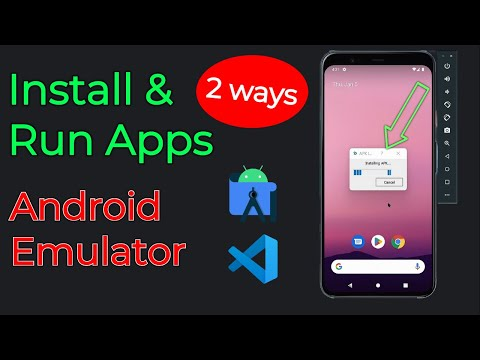 Install &
Run Apps
2 ways
Android
Emulator
Installing APK...
Cancel